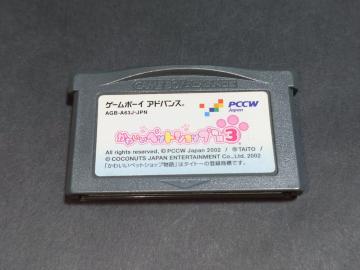 GAME BOY ADVANCE
ゲームボーイ アドバンス®
AGB-A63J-JPN
PCCW
Japan
かわいいペットショップ物語3
All rights reserved, © PCCW Japan 2002 / ®TAITO /
© COCONUTS JAPAN ENTERTAINMENT Co.,Ltd. 2002
「かわいいペットショップ物語」はタイトーの登録商標です。